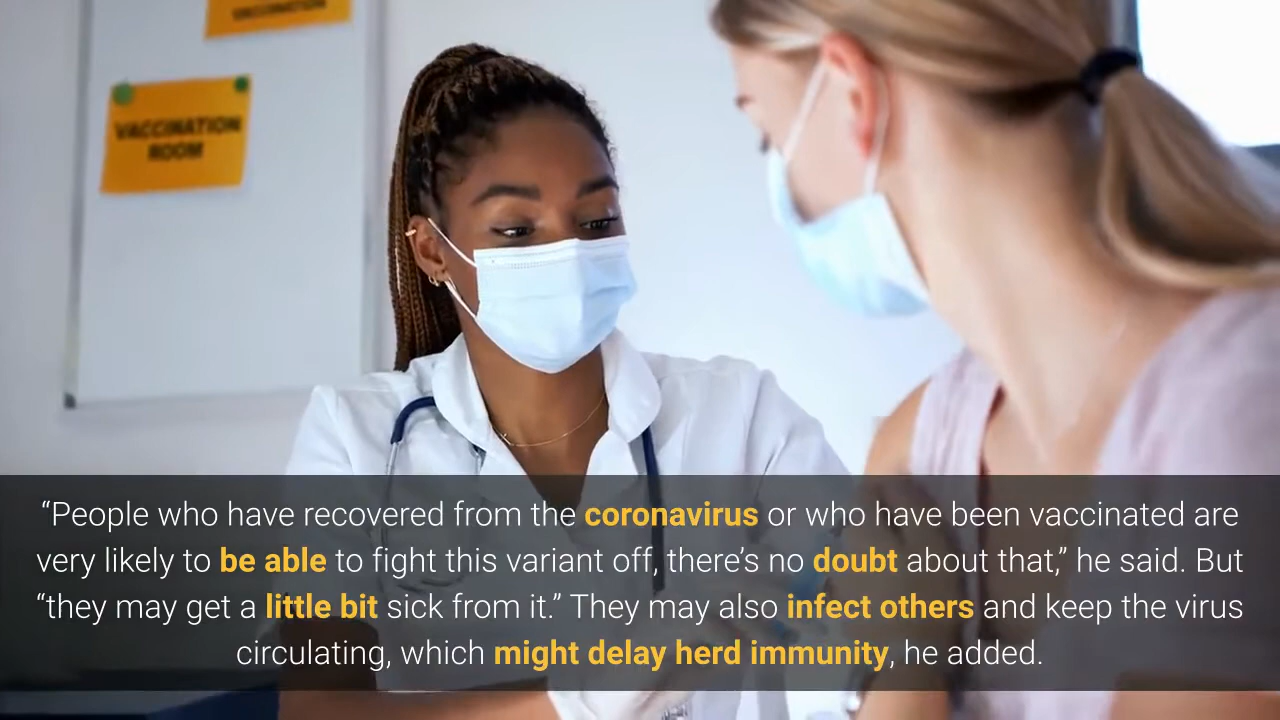 VACCINATION
VACCINATION
ROOM
“People who have recovered from the coronavirus or who have been vaccinated are
very likely to be able to fight this variant off, there’s no doubt about that,” he said. But
“they may get a little bit sick from it.” They may also infect others and keep the virus
circulating, which might delay herd immunity, he added.